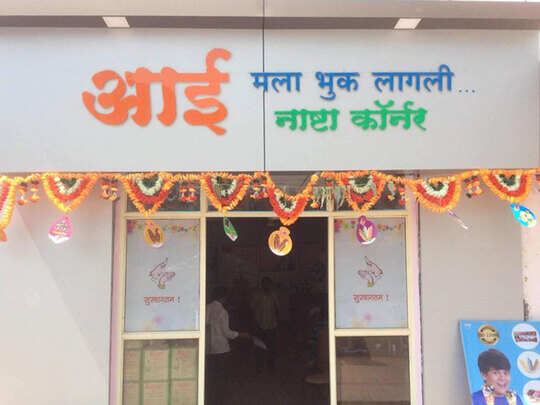 आई मला भुक लागली...
नाष्टा कॉर्नर
सुस्वागतम !
सुस्वागतम !